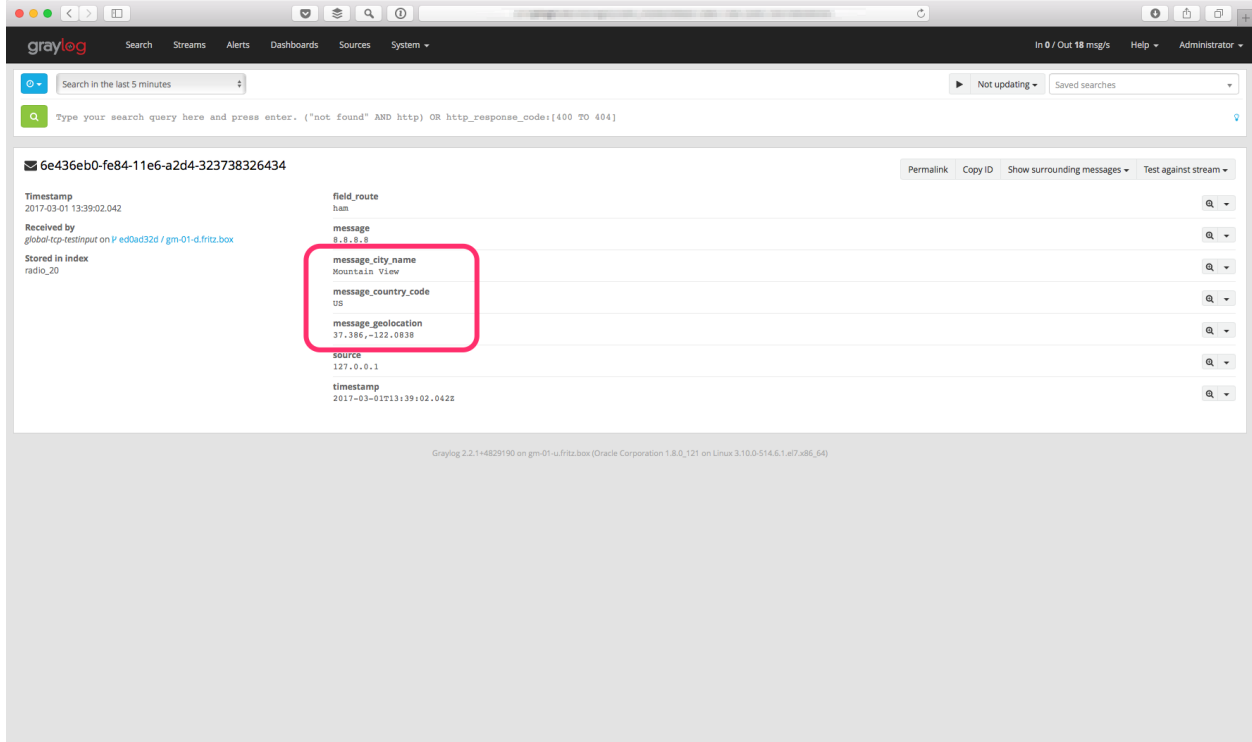 graylog Search Streams Alerts Dashboards Sources System In 0 / Out 18 msg/s Help Administrator
Search in the last 5 minutes Not updating Saved searches
Type your search query here and press enter. ("not found" AND http) OR http_response_code:[400 TO 404]
6e436eb0-fe84-11e6-a2d4-323738326434
Permalink Copy ID Show surrounding messages Test against stream
Timestamp
2017-03-01 13:39:02.042
Received by
global-tcp-testinput on ed0ad32d / gm-01-d.fritz.box
Stored in index
radio_20
field_route
ham
message
8.8.8.8
message_city_name
Mountain View
message_country_code
US
message_geolocation
37.386,-122.0838
source
127.0.0.1
timestamp
2017-03-01T13:39:02.042Z
Graylog 2.2.1+4829190 on gm-01-u.fritz.box (Oracle Corporation 1.8.0_121 on Linux 3.10.0-514.6.1.el7.x86_64)